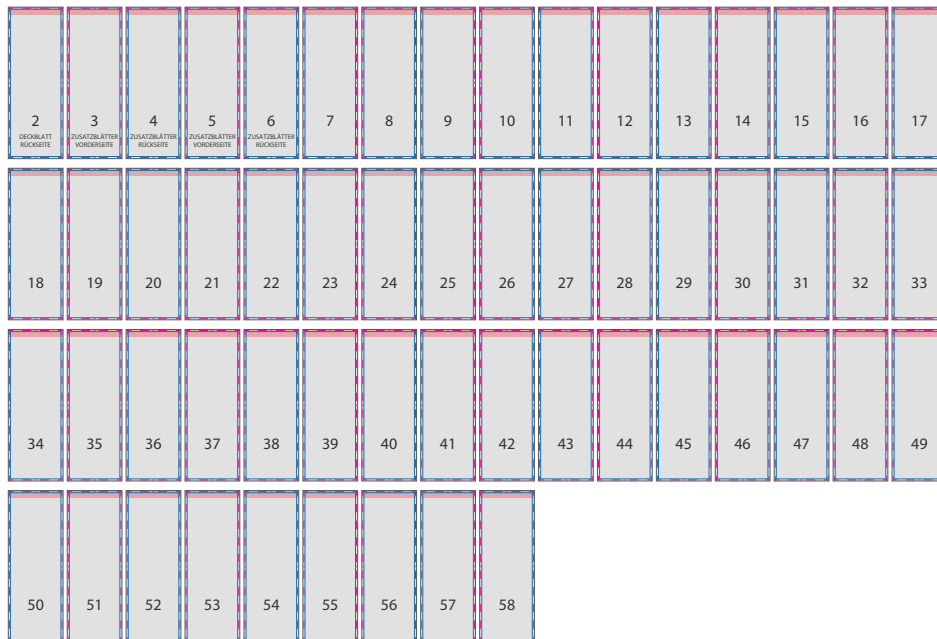 2 3 4 5 6 7 8 9 10 11 12 13 14 15 16 17
DECKBLATT ZUSATZBLÄTTER ZUSATZBLÄTTER ZUSATZBLÄTTER ZUSATZBLÄTTER
RÜCKSEITE VORDERSEITE RÜCKSEITE VORDERSEITE RÜCKSEITE
18 19 20 21 22 23 24 25 26 27 28 29 30 31 32 33
34 35 36 37 38 39 40 41 42 43 44 45 46 47 48 49
50 51 52 53 54 55 56 57 58